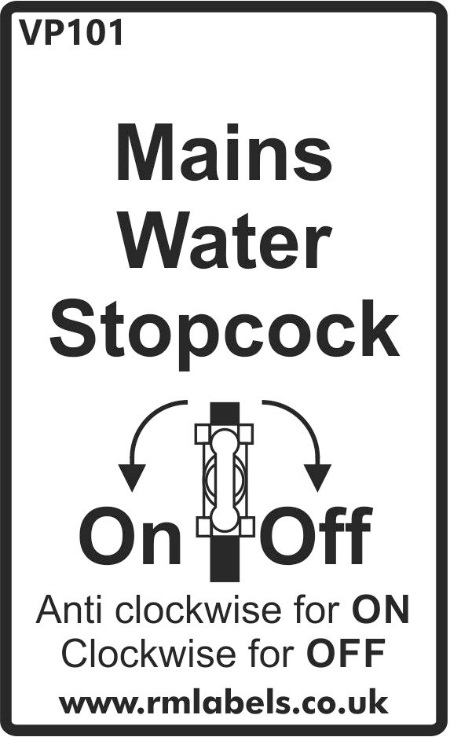 VP101
Mains
Water
Stopcock
On Off
Anti clockwise for ON
Clockwise for OFF
www.rmlabels.co.uk